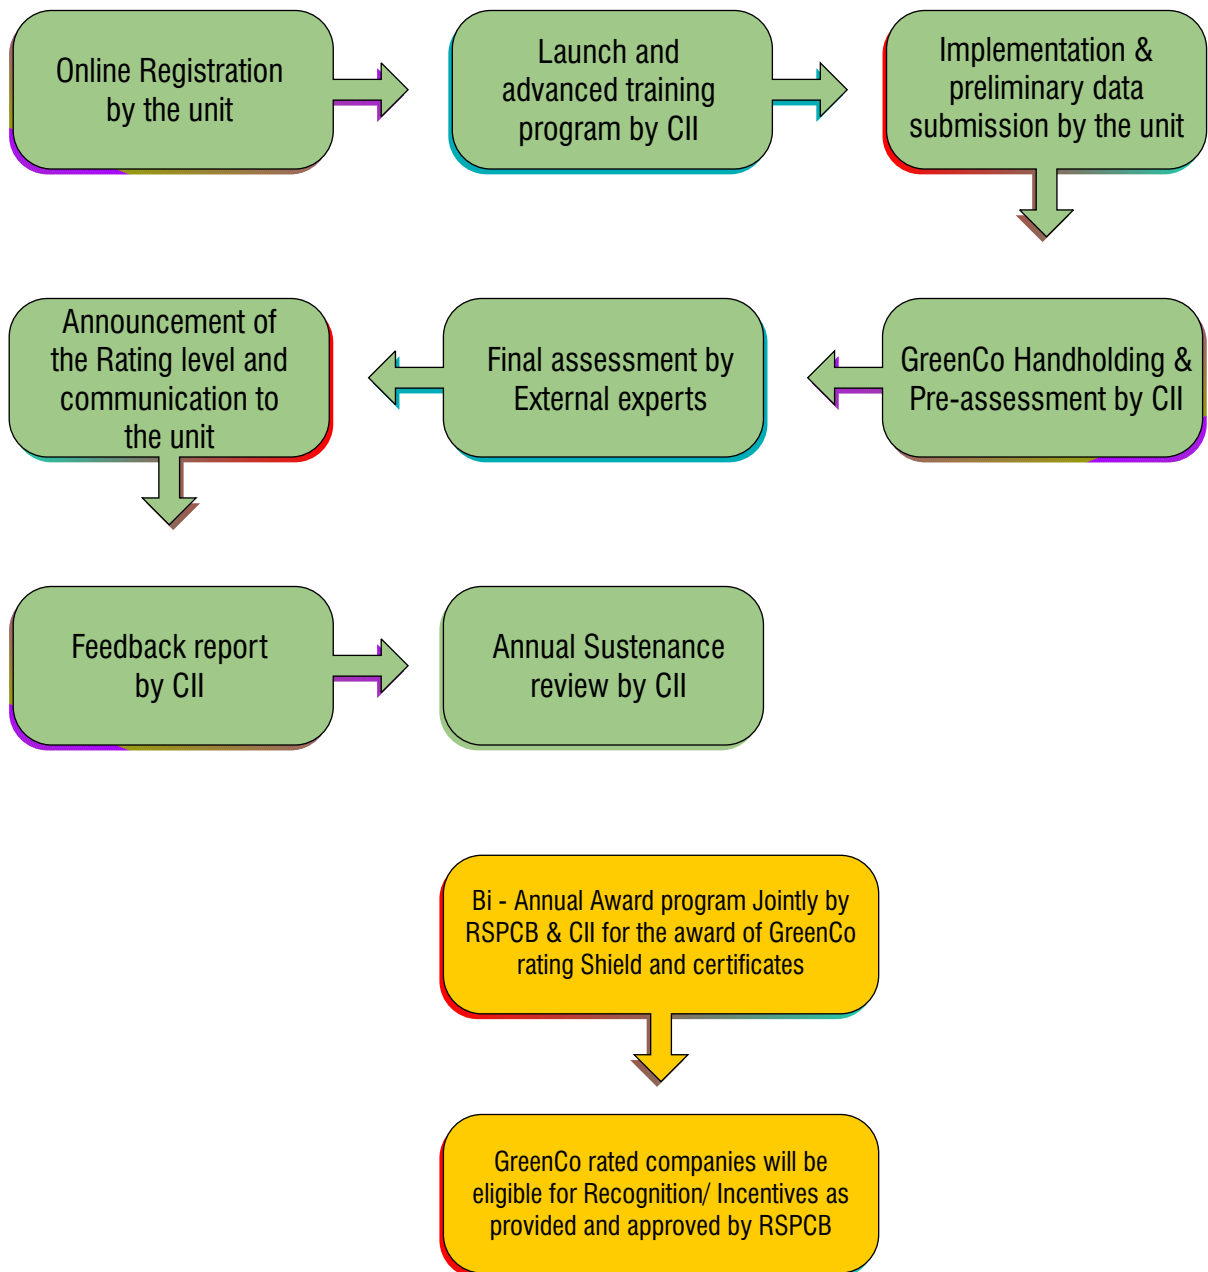 Online Registration
by the unit
Launch and
advanced training
program by CII
Implementation &
preliminary data
submission by the unit
Announcement of
the Rating level and
communication to
the unit
Final assessment by
External experts
GreenCo Handholding &
Pre-assessment by CII
Feedback report
by CII
Annual Sustenance
review by CII
Bi - Annual Award program Jointly by
RSPCB & CII for the award of GreenCo
rating Shield and certificates
GreenCo rated companies will be
eligible for Recognition/ Incentives as
provided and approved by RSPCB